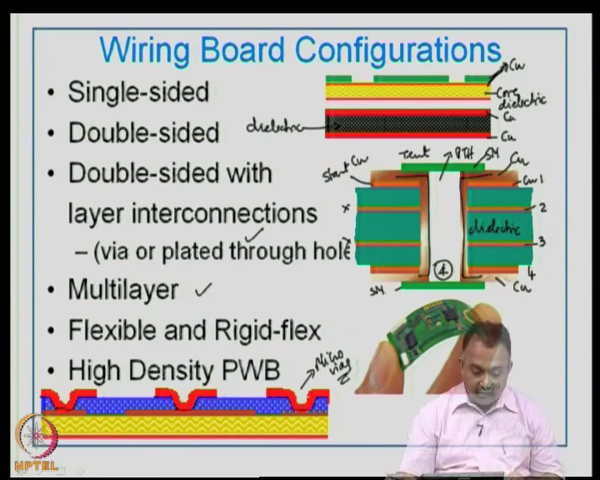 Wiring Board Configurations
• Single-sided
• Double-sided
• Double-sided with
layer interconnections
– (via or plated through hole
• Multilayer
• Flexible and Rigid-flex
• High Density PWB
Cu
Core
dielectric
Cu
Cu
dielectric
Tent
PTH
SM
Cu
Start Cu
Cu 1
x
2
dielectric
3
4
4
SM
Cu
Micro
vias
NPTEL